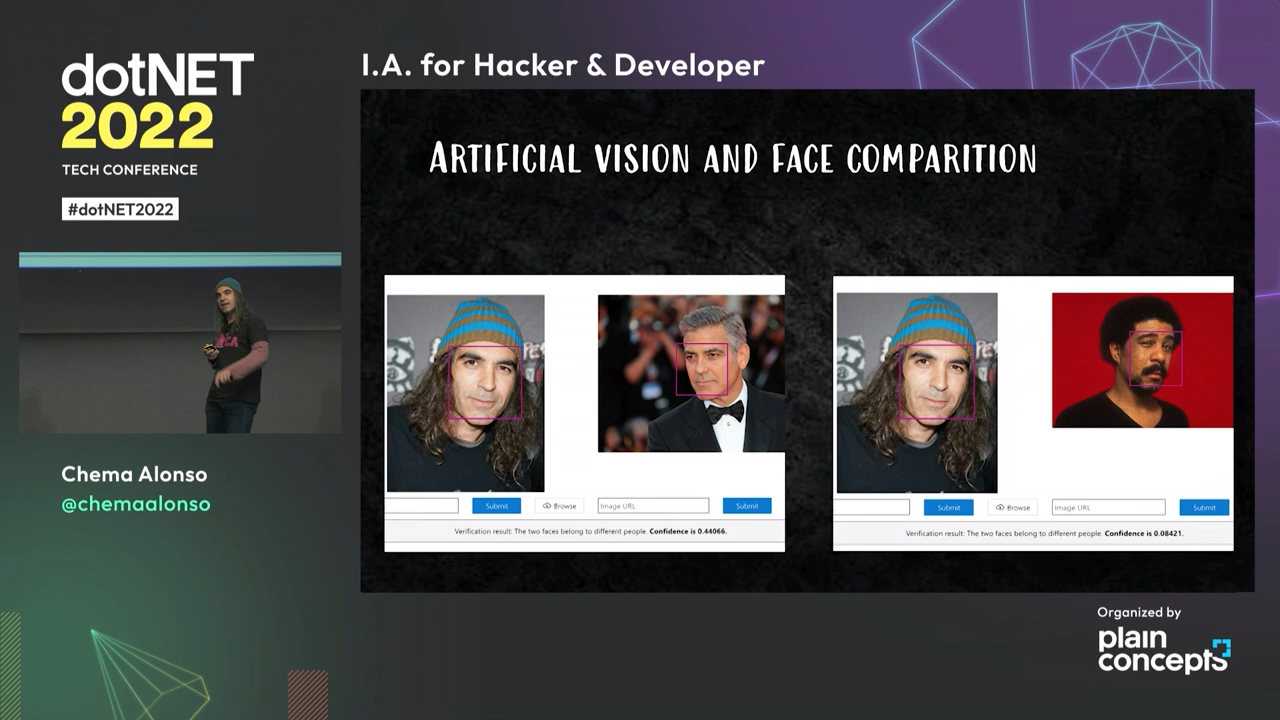 dotNET
2022
TECH CONFERENCE
#dotNET2022
I.A. for Hacker & Developer
ARTIFICIAL VISION AND FACE COMPARITION
Submit
Browse
Image URL
Submit
Verification result: The two faces belong to different people. Confidence is 0.44066.
Submit
Browse
Image URL
Submit
Verification result: The two faces belong to different people. Confidence is 0.08421.
Chema Alonso
@chemaalonso
Organized by
plain
concepts